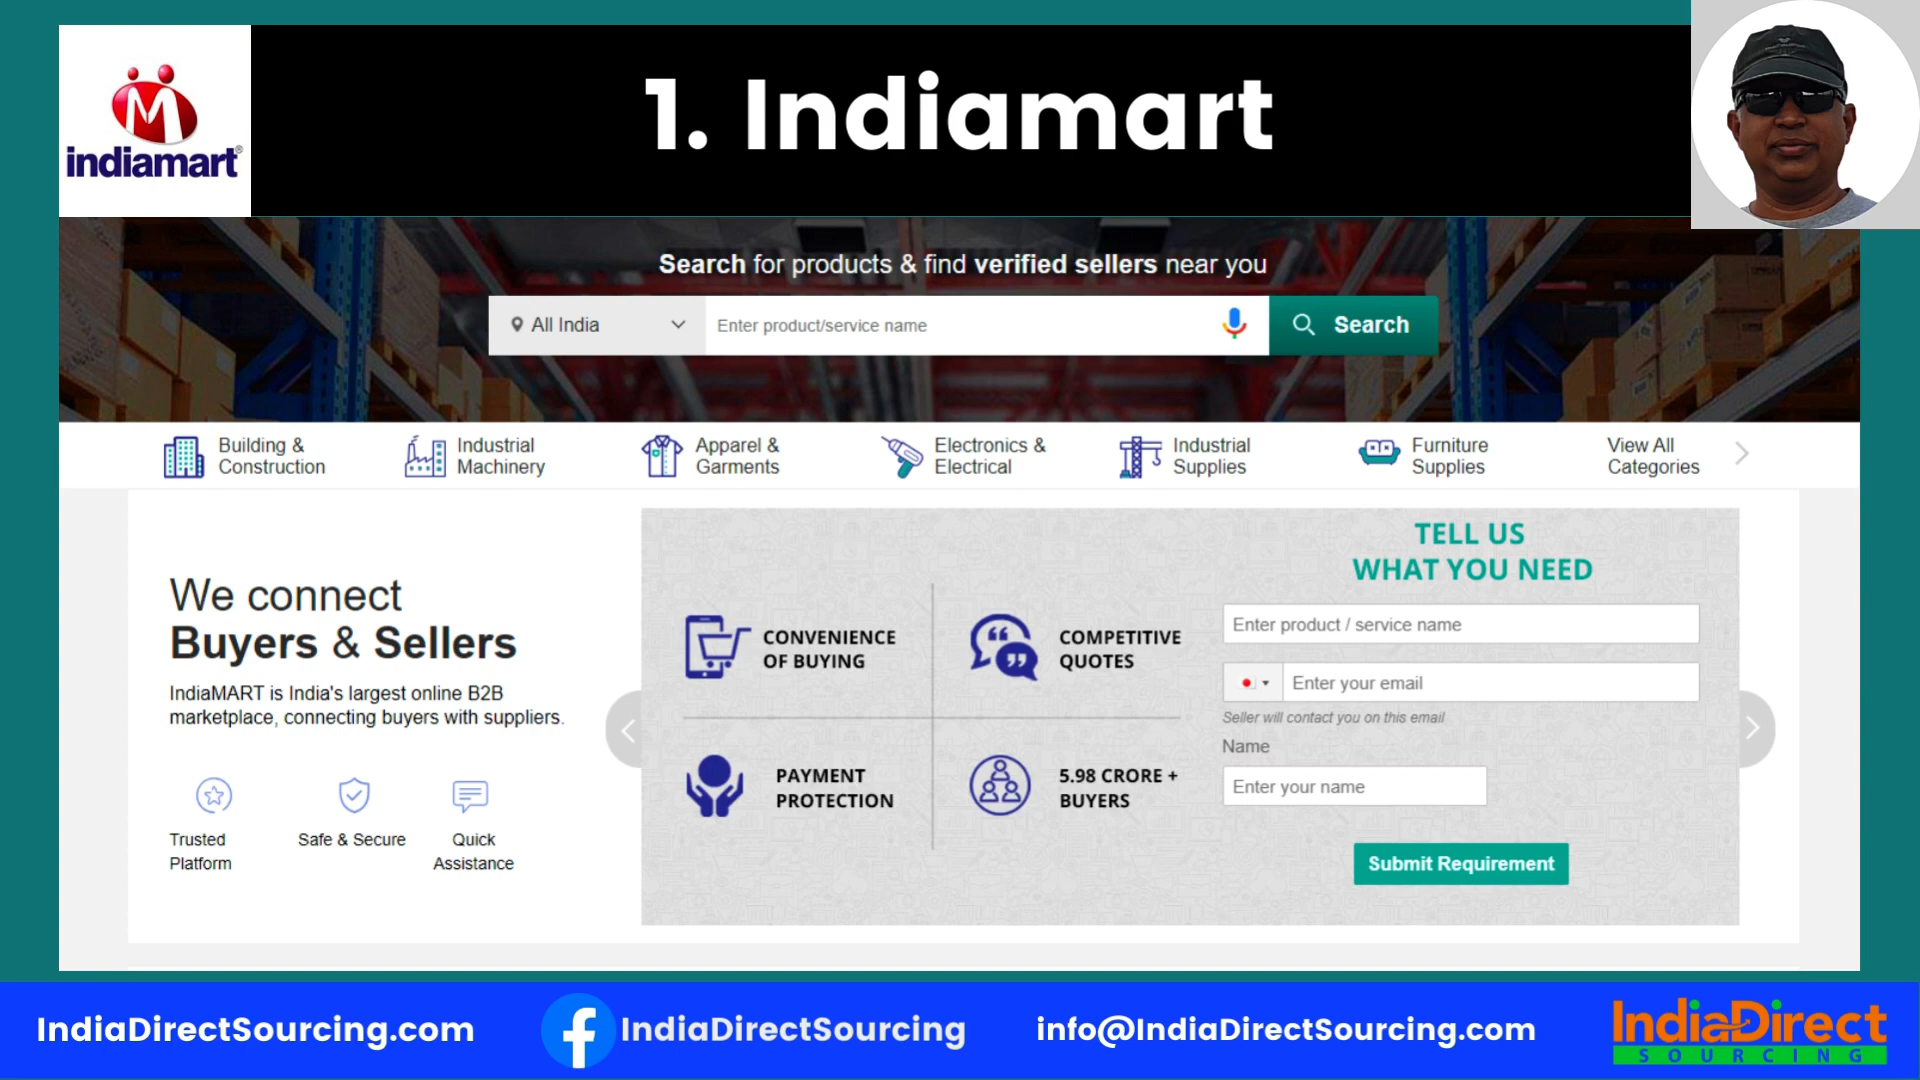 indiamart®
1. Indiamart
Search for products & find verified sellers near you
All India
Enter product/service name
Search
Building &
Construction
Industrial
Machinery
Apparel &
Garments
Electronics &
Electrical
Industrial
Supplies
Furniture
Supplies
View All
Categories
We connect
Buyers & Sellers
IndiaMART is India's largest online B2B
marketplace, connecting buyers with suppliers.
Trusted
Platform
Safe & Secure
Quick
Assistance
CONVENIENCE
OF BUYING
COMPETITIVE
QUOTES
PAYMENT
PROTECTION
5.98 CRORE +
BUYERS
TELL US
WHAT YOU NEED
Enter product / service name
Enter your email
Seller will contact you on this email
Name
Enter your name
Submit Requirement
IndiaDirectSourcing.com
IndiaDirectSourcing
info@IndiaDirectSourcing.com
IndiaDirect
SOURCING